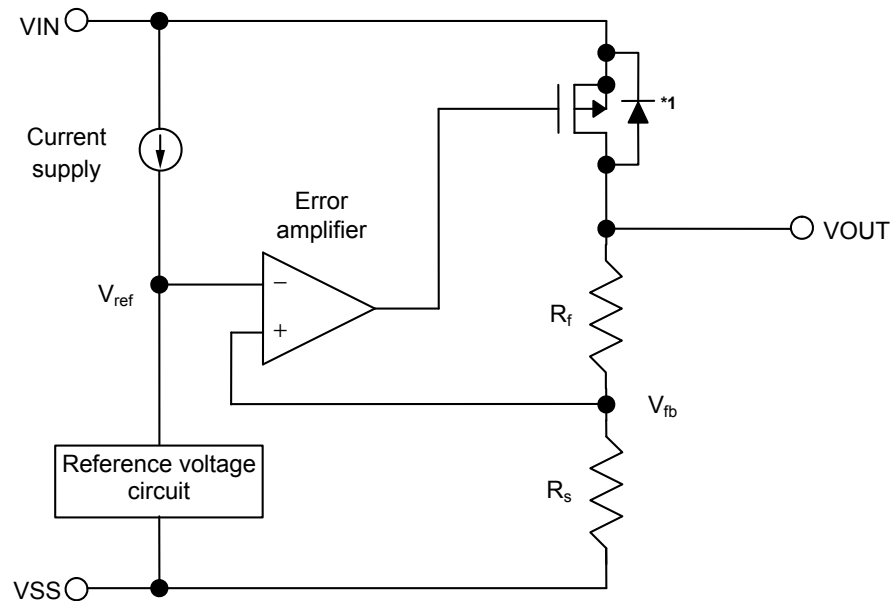 VIN
*1
Current
supply
Error
amplifier
VOUT
Vref
−
+
Rf
Vfb
Reference voltage
circuit
Rs
VSS